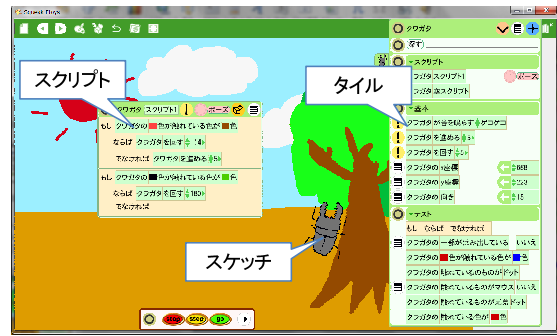 Squeak Etoys
クワガタ
探す
スクリプト
クワガタ スクリプト1 ポーズ
クワガタ 空スクリプト
基本
クワガタ が音を鳴らす ゲコゲコ
クワガタ を進める 5
クワガタ を回す 5
クワガタの x座標 668
クワガタの y座標 223
クワガタの 向き 15
テスト
もし ならば でなければ
クワガタの 一部がはみ出している いいえ
クワガタの 色が触れている色が 色
クワガタの 触れているものがドット
クワガタの 触れているものがマウス いいえ
クワガタの 触れているものが元気ドット
クワガタの 触れている色が 色
スクリプト
タイル
スケッチ
クワガタ スクリプト1 ! ポーズ
もし クワガタの 色が触れている色が 色
ならば クワガタを回す 14
でなければ クワガタを進める 5
もし クワガタの 色が触れている色が 色
ならば クワガタを回す 180
でなければ
stop step go